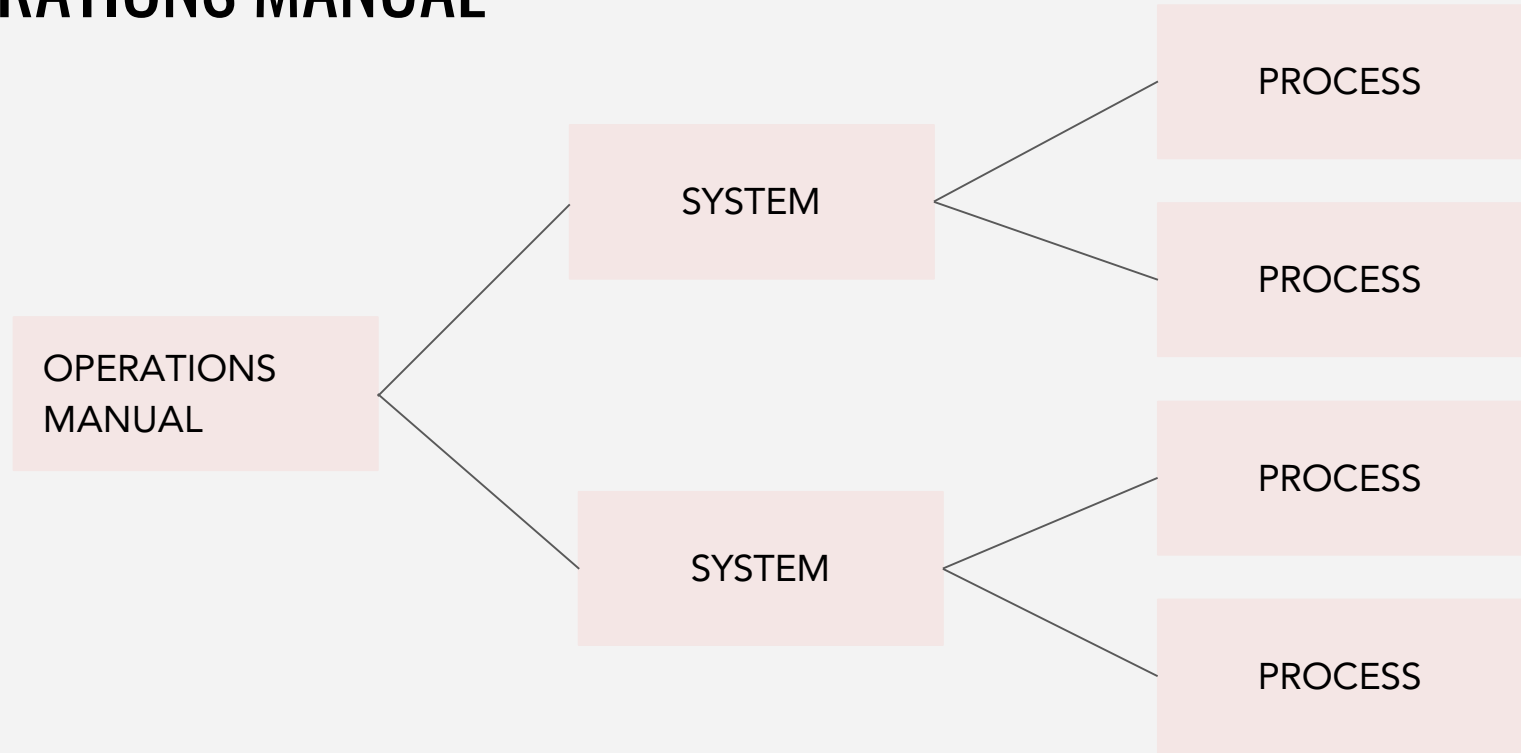 RATIONS MANUAL
PROCESS
SYSTEM
PROCESS
OPERATIONS
MANUAL
PROCESS
SYSTEM
PROCESS